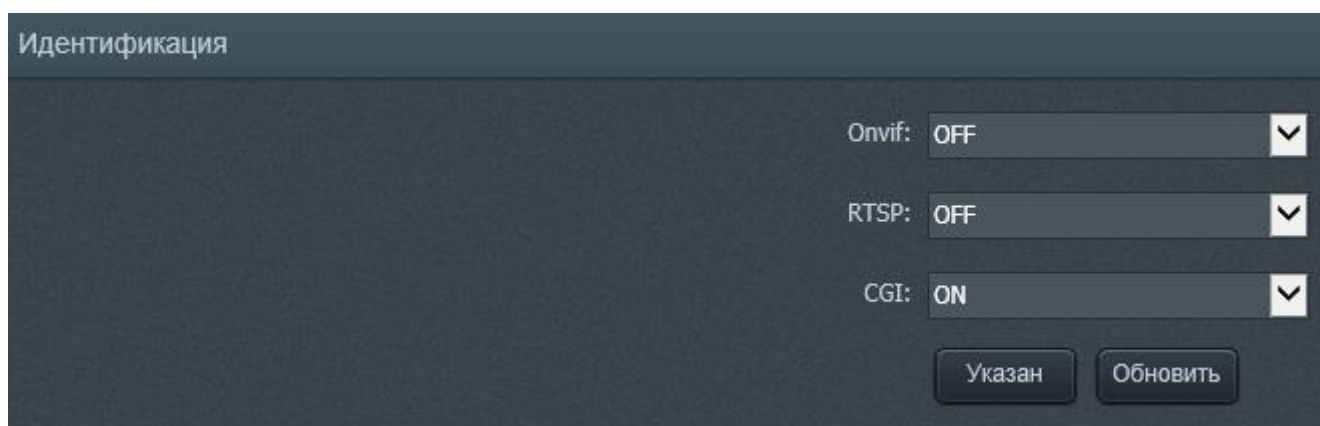 Идентификация
Onvif: OFF
RTSP: OFF
CGI: ON
Указан Обновить